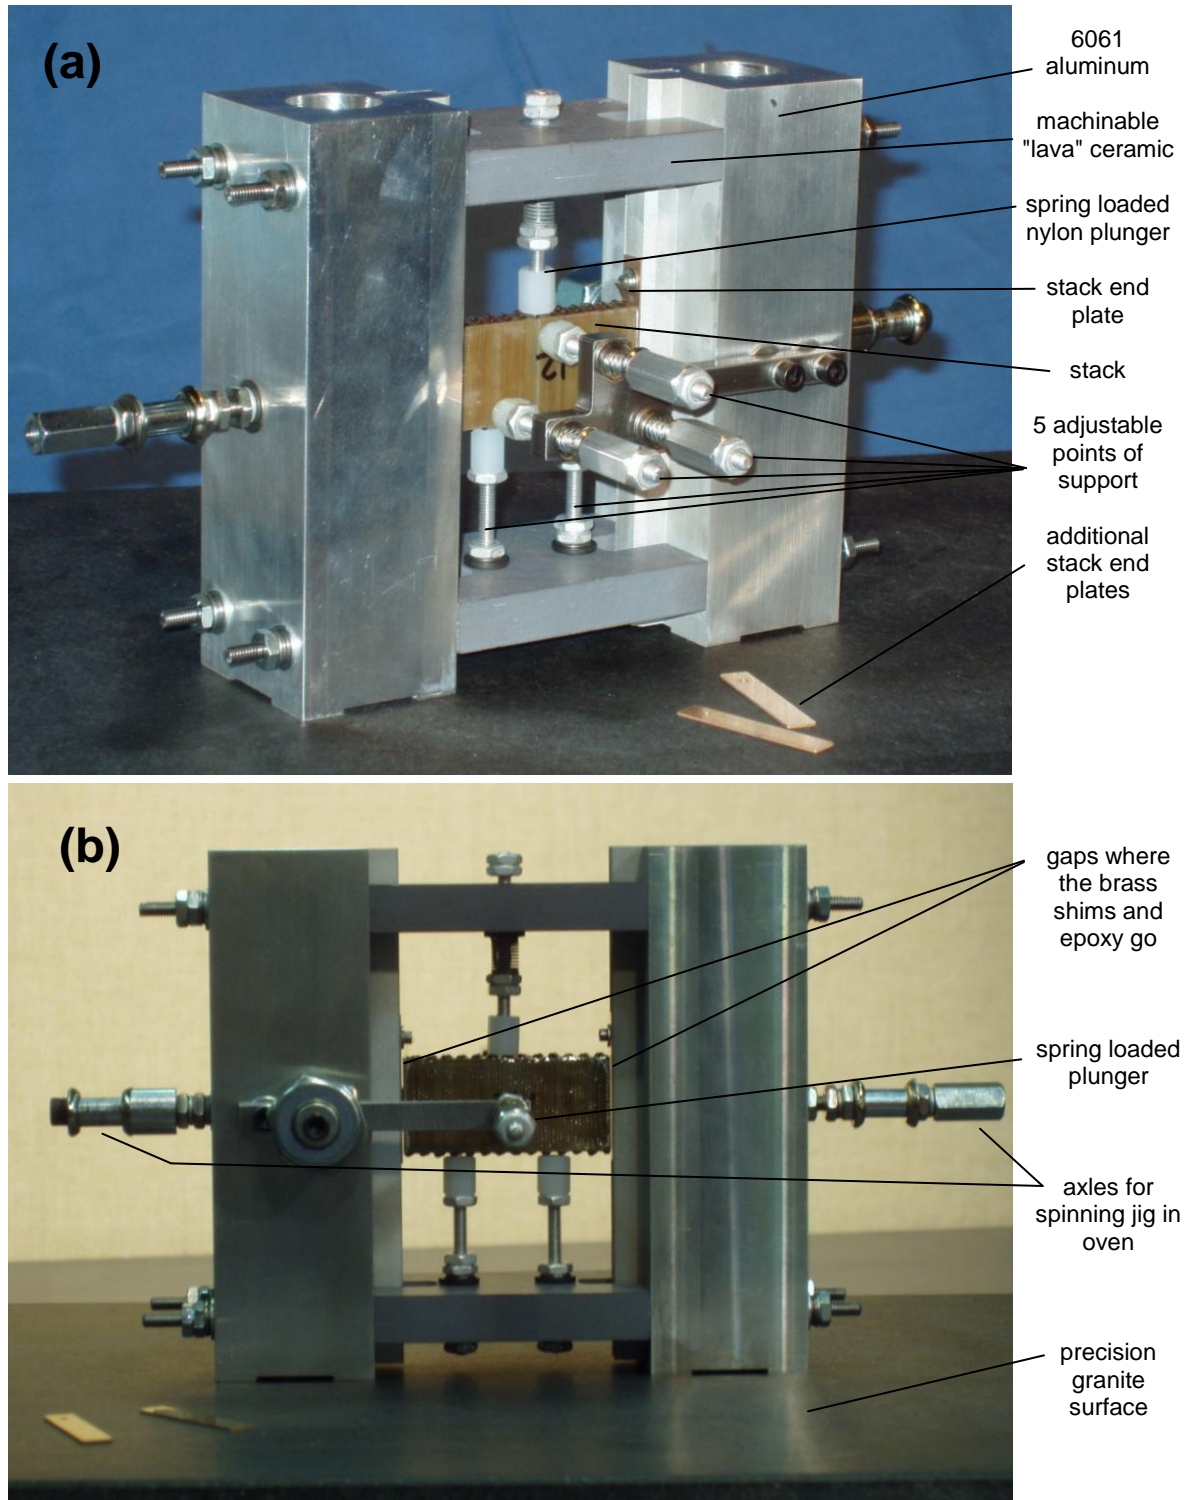 (a)
6061
aluminum
machinable
"lava" ceramic
spring loaded
nylon plunger
stack end
plate
stack
5 adjustable
points of
support
additional
stack end
plates
12
(b)
gaps where
the brass
shims and
epoxy go
spring loaded
plunger
axles for
spinning jig in
oven
precision
granite
surface